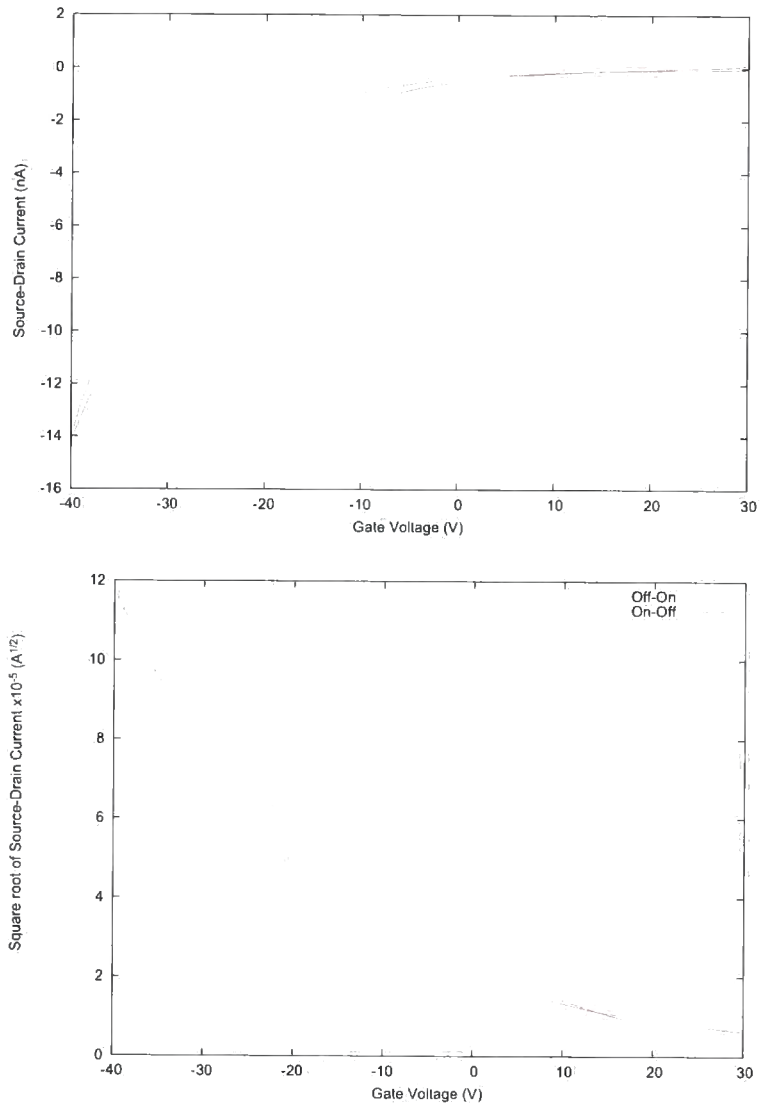 2
0
-2
-4
-6
-8
-10
-12
-14
-16
Source-Drain Current (nA)
-40 -30 -20 -10 0 10 20 30
Gate Voltage (V)
12
10
8
6
4
2
0
Square root of Source-Drain Current x10⁻⁵ (A¹ᐟ²)
Off-On
On-Off
-40 -30 -20 -10 0 10 20 30
Gate Voltage (V)